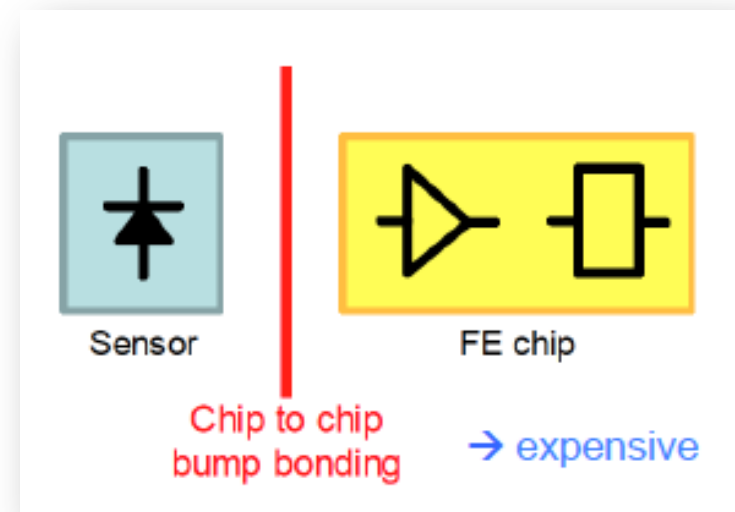 Sensor
FE chip
Chip to chip
bump bonding
→ expensive